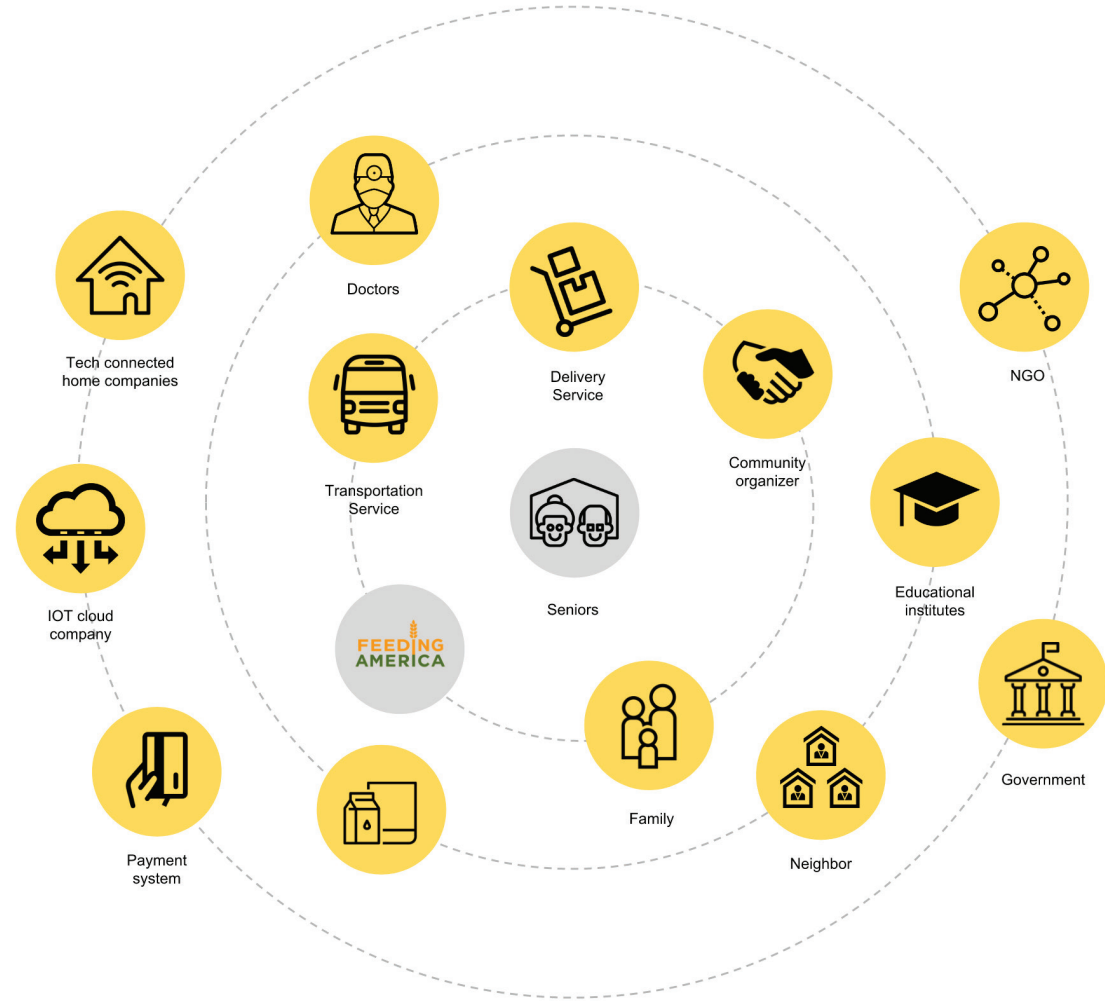 Doctors
Tech connected
home companies
Delivery
Service
NGO
Community
organizer
Transportation
Service
Educational
institutes
Seniors
IOT cloud
company
FEEDING
AMERICA
Government
Family
Neighbor
Payment
system